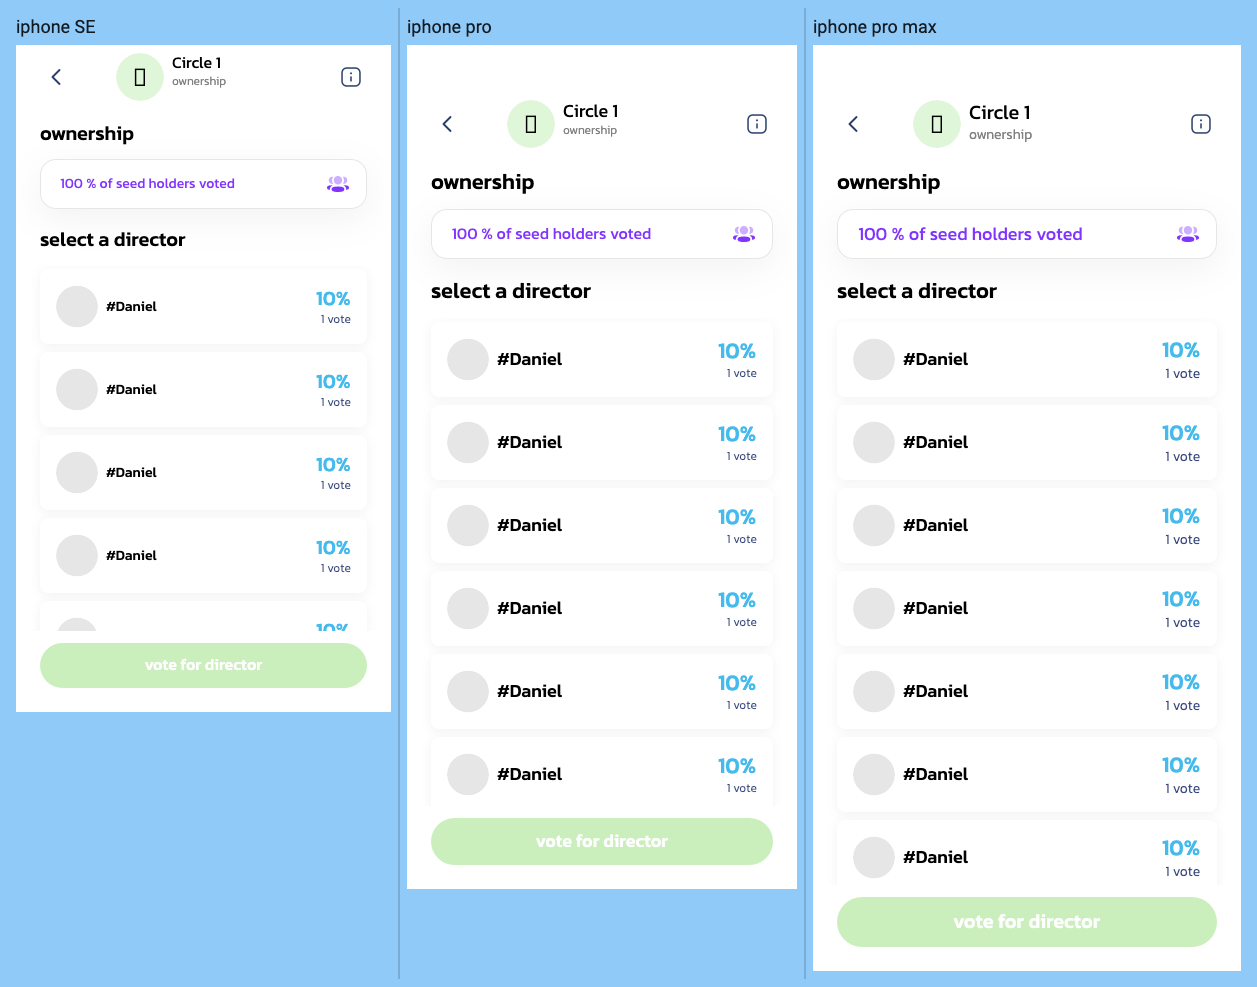 iphone SE
Circle 1
ownership
ownership
100 % of seed holders voted
select a director
#Daniel
10%
1 vote
#Daniel
10%
1 vote
#Daniel
10%
1 vote
#Daniel
10%
1 vote
10%
vote for director
iphone pro
Circle 1
ownership
ownership
100 % of seed holders voted
select a director
#Daniel
10%
1 vote
#Daniel
10%
1 vote
#Daniel
10%
1 vote
#Daniel
10%
1 vote
#Daniel
10%
1 vote
#Daniel
10%
1 vote
vote for director
iphone pro max
Circle 1
ownership
ownership
100 % of seed holders voted
select a director
#Daniel
10%
1 vote
#Daniel
10%
1 vote
#Daniel
10%
1 vote
#Daniel
10%
1 vote
#Daniel
10%
1 vote
#Daniel
10%
1 vote
#Daniel
10%
1 vote
vote for director